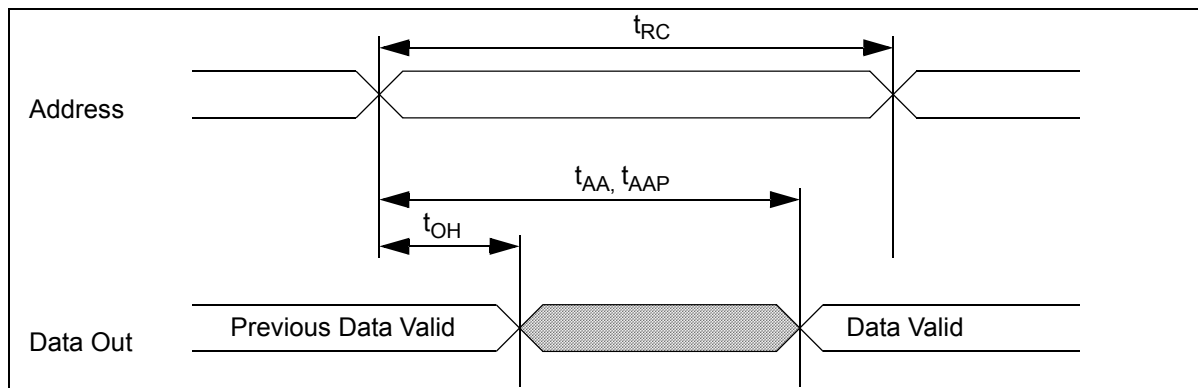 tRC
Address
tAA, tAAP
tOH
Previous Data Valid
Data Valid
Data Out